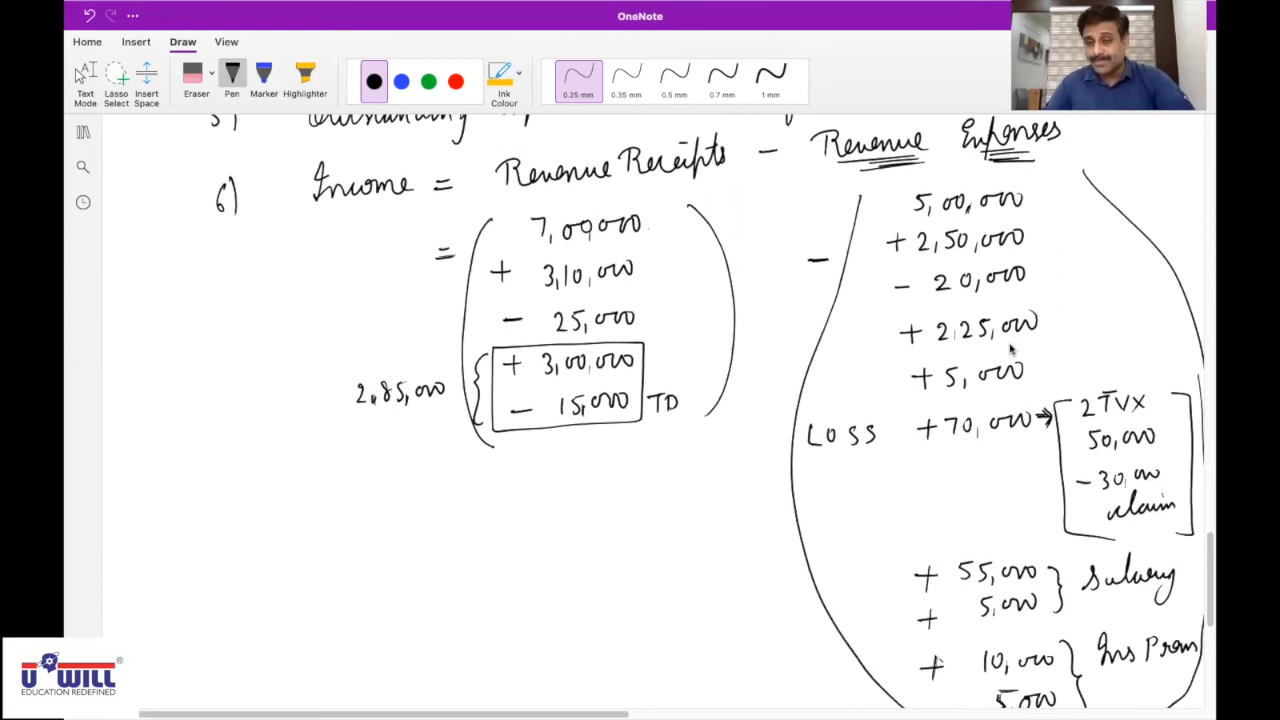 OneNote
Home Insert Draw View
Text Mode
Lasso Select
Insert Space
Eraser
Pen
Marker
Highlighter
Ink Colour
0.25 mm
0.35 mm
0.5 mm
0.7 mm
1 mm
5) Outstanding
6) Income = Revenue Receipts - Revenue Expenses
= ( 7,00,000
+ 3,10,000
- 25,000
+ 3,00,000
- 15,000 TD )
2,85,000 {
- ( 5,00,000
+ 2,50,000
- 20,000
+ 2,25,000
+ 5,000
LOSS + 70,000 → [ 2 TVX
50,000
- 30,000
claim ]
+ 55,000
+ 5,000 } Salary
+ 10,000 } Ins Prem
5,000
U WILL ®
EDUCATION REDEFINED